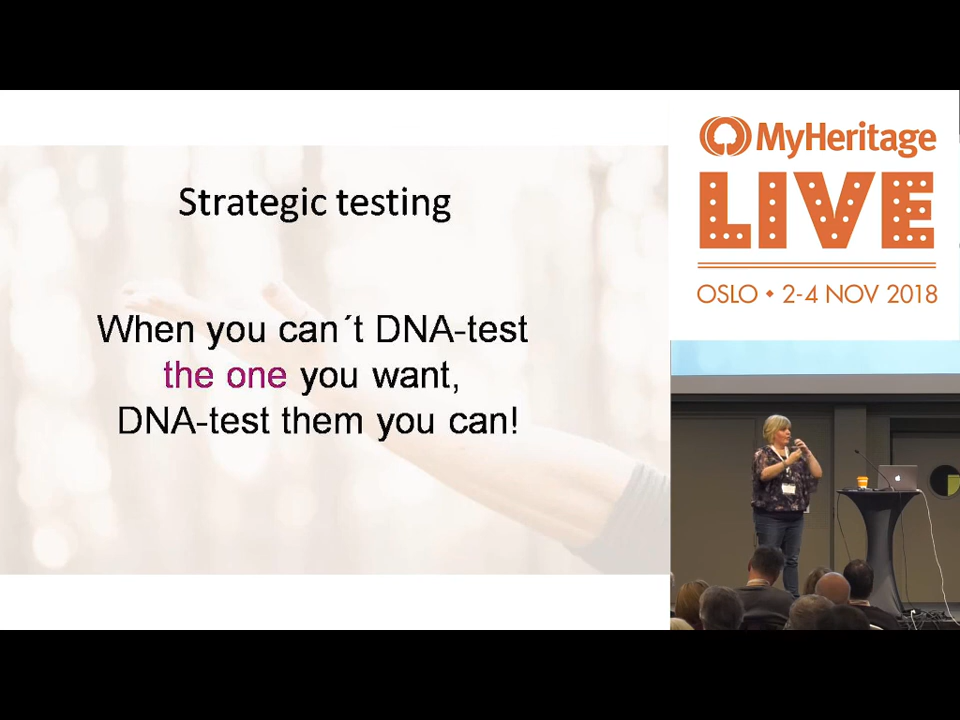 Strategic testing
When you can´t DNA-test
the one you want,
DNA-test them you can!
MyHeritage
LIVE
OSLO • 2-4 NOV 2018